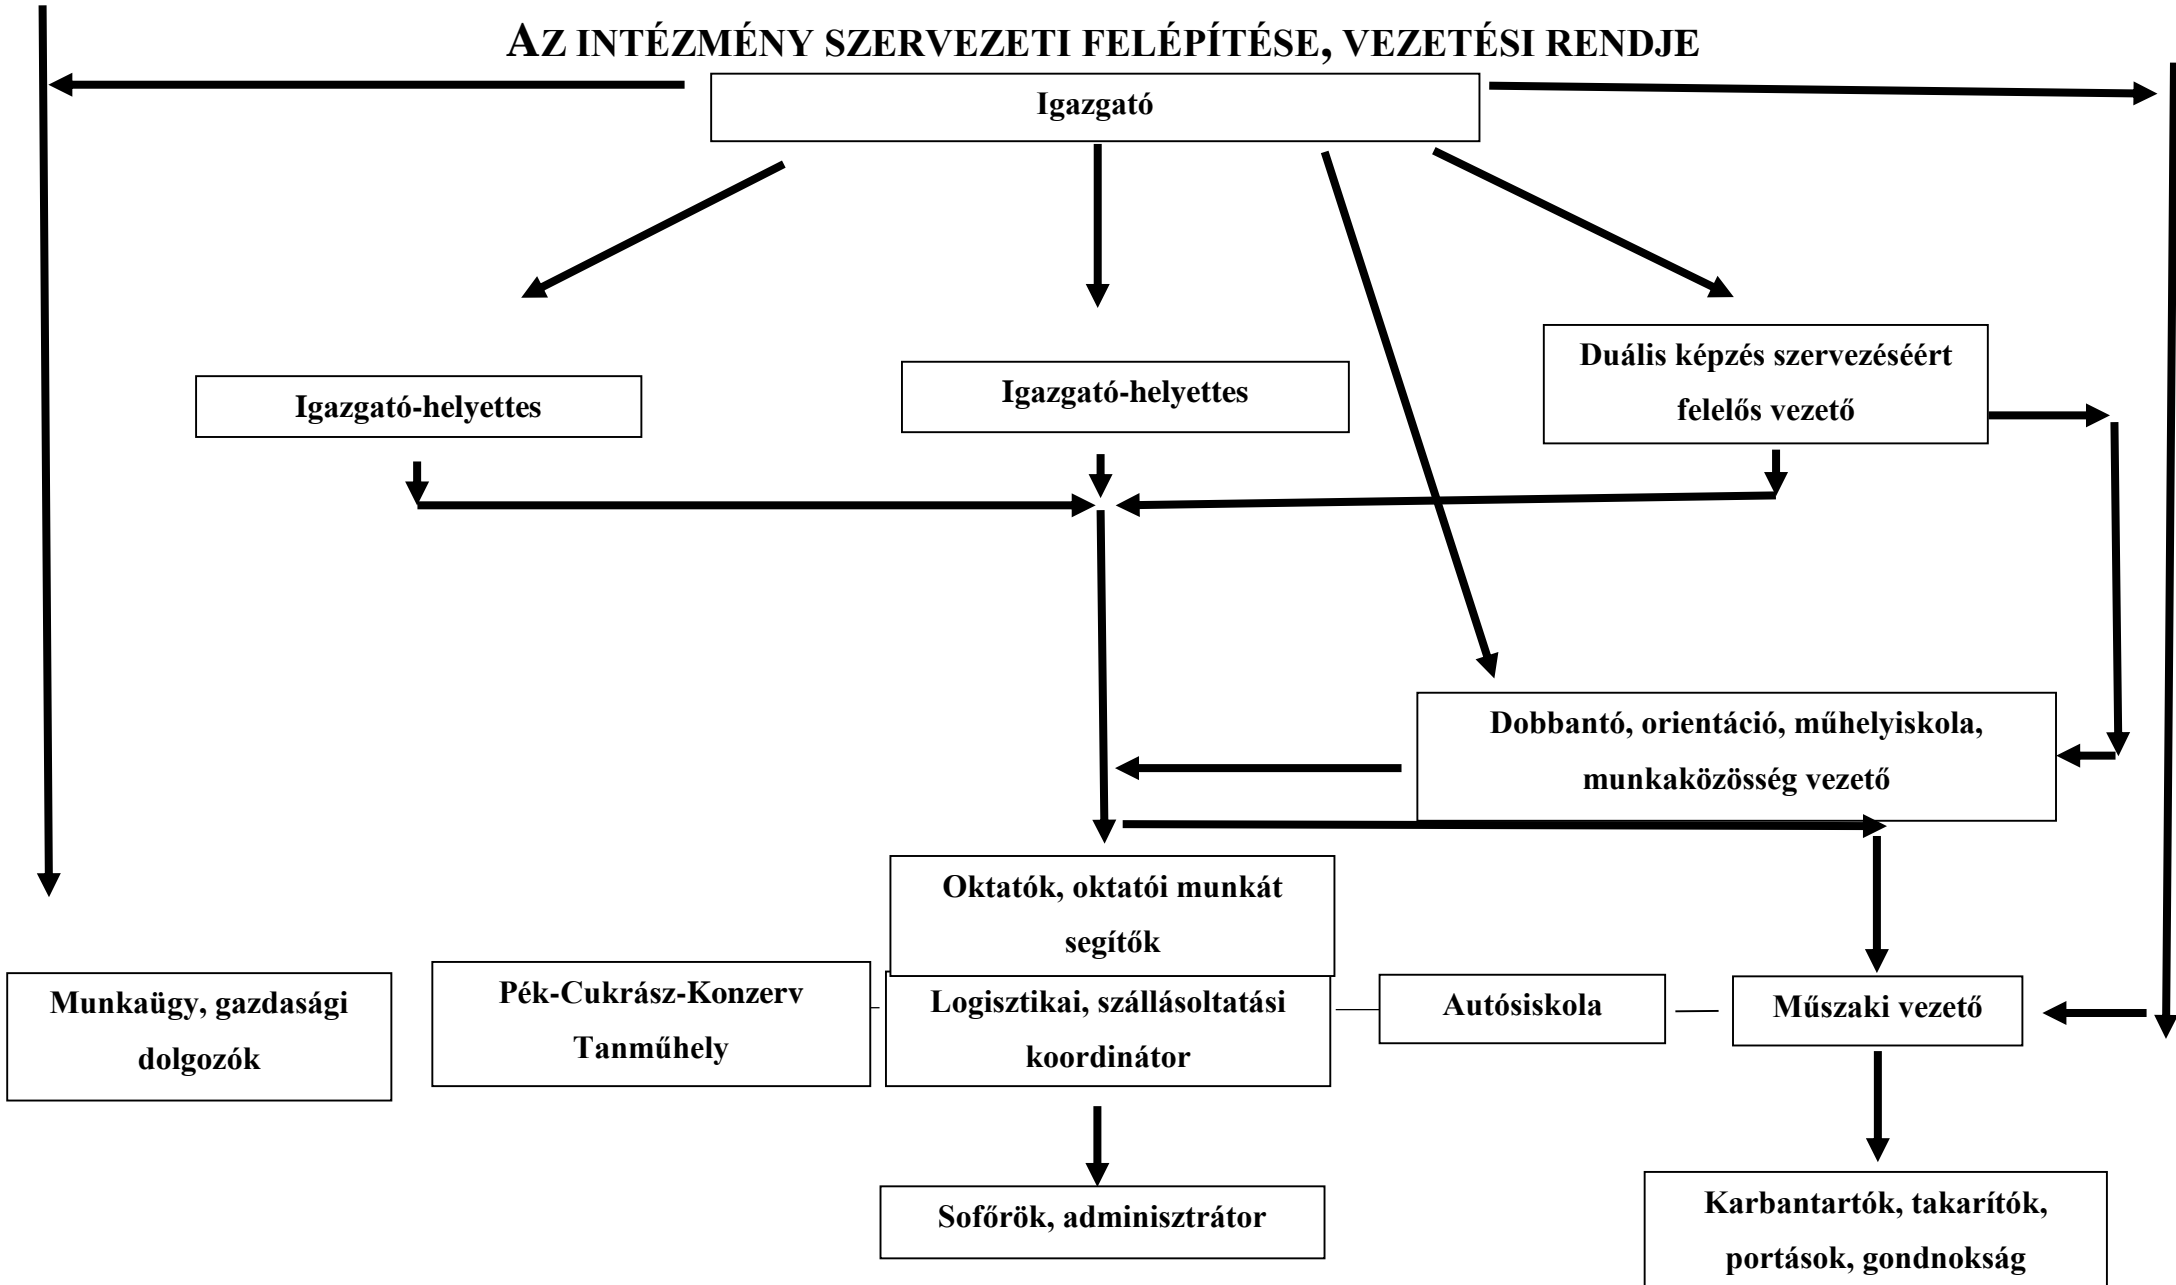 AZ INTÉZMÉNY SZERVEZETI FELÉPÍTÉSE, VEZETÉSI RENDJE
Igazgató
Igazgató-helyettes
Igazgató-helyettes
Duális képzés szervezéséért
felelős vezető
Dobbantó, orientáció, műhelyiskola,
munkaközösség vezető
Oktatók, oktatói munkát
segítők
Munkaügy, gazdasági
dolgozók
Pék-Cukrász-Konzerv
Tanműhely
Logisztikai, szállásoltatási
koordinátor
Autósiskola
Műszaki vezető
Sofőrök, adminisztrátor
Karbantartók, takarítók,
portások, gondnokság